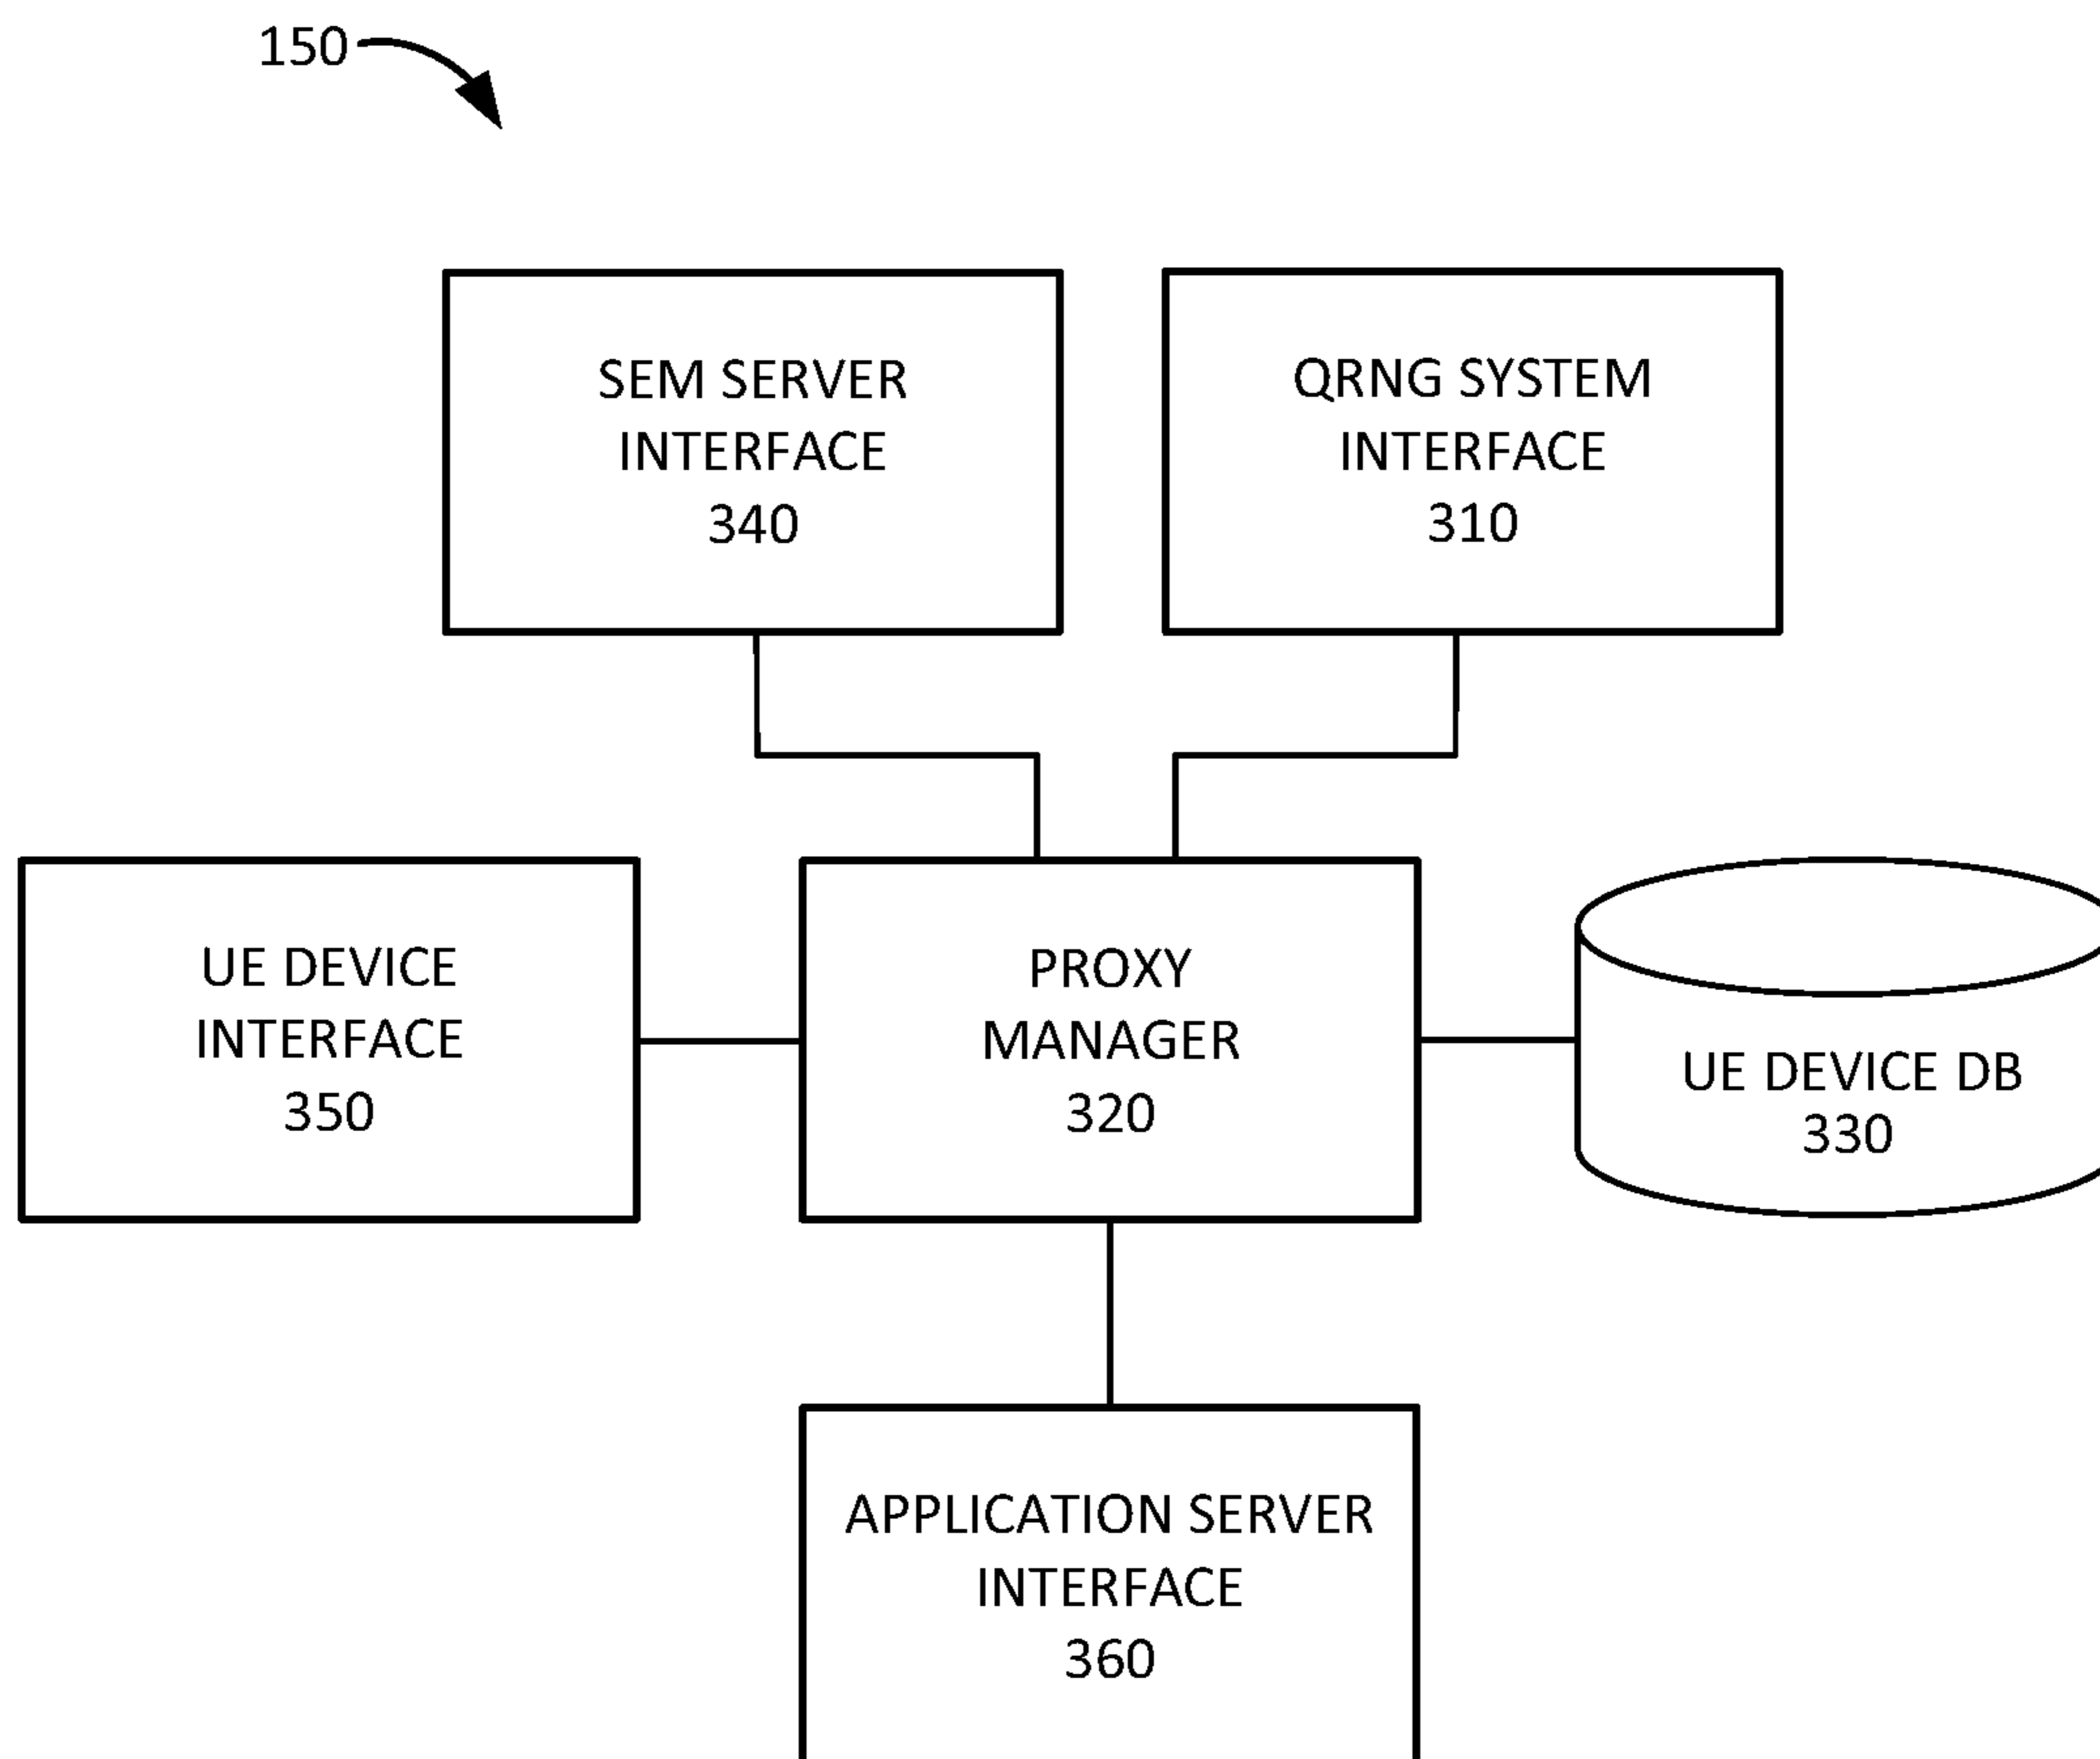 150
SEM SERVER
INTERFACE
340
QRNG SYSTEM
INTERFACE
310
UE DEVICE
INTERFACE
350
PROXY
MANAGER
320
UE DEVICE DB
330
APPLICATION SERVER
INTERFACE
360